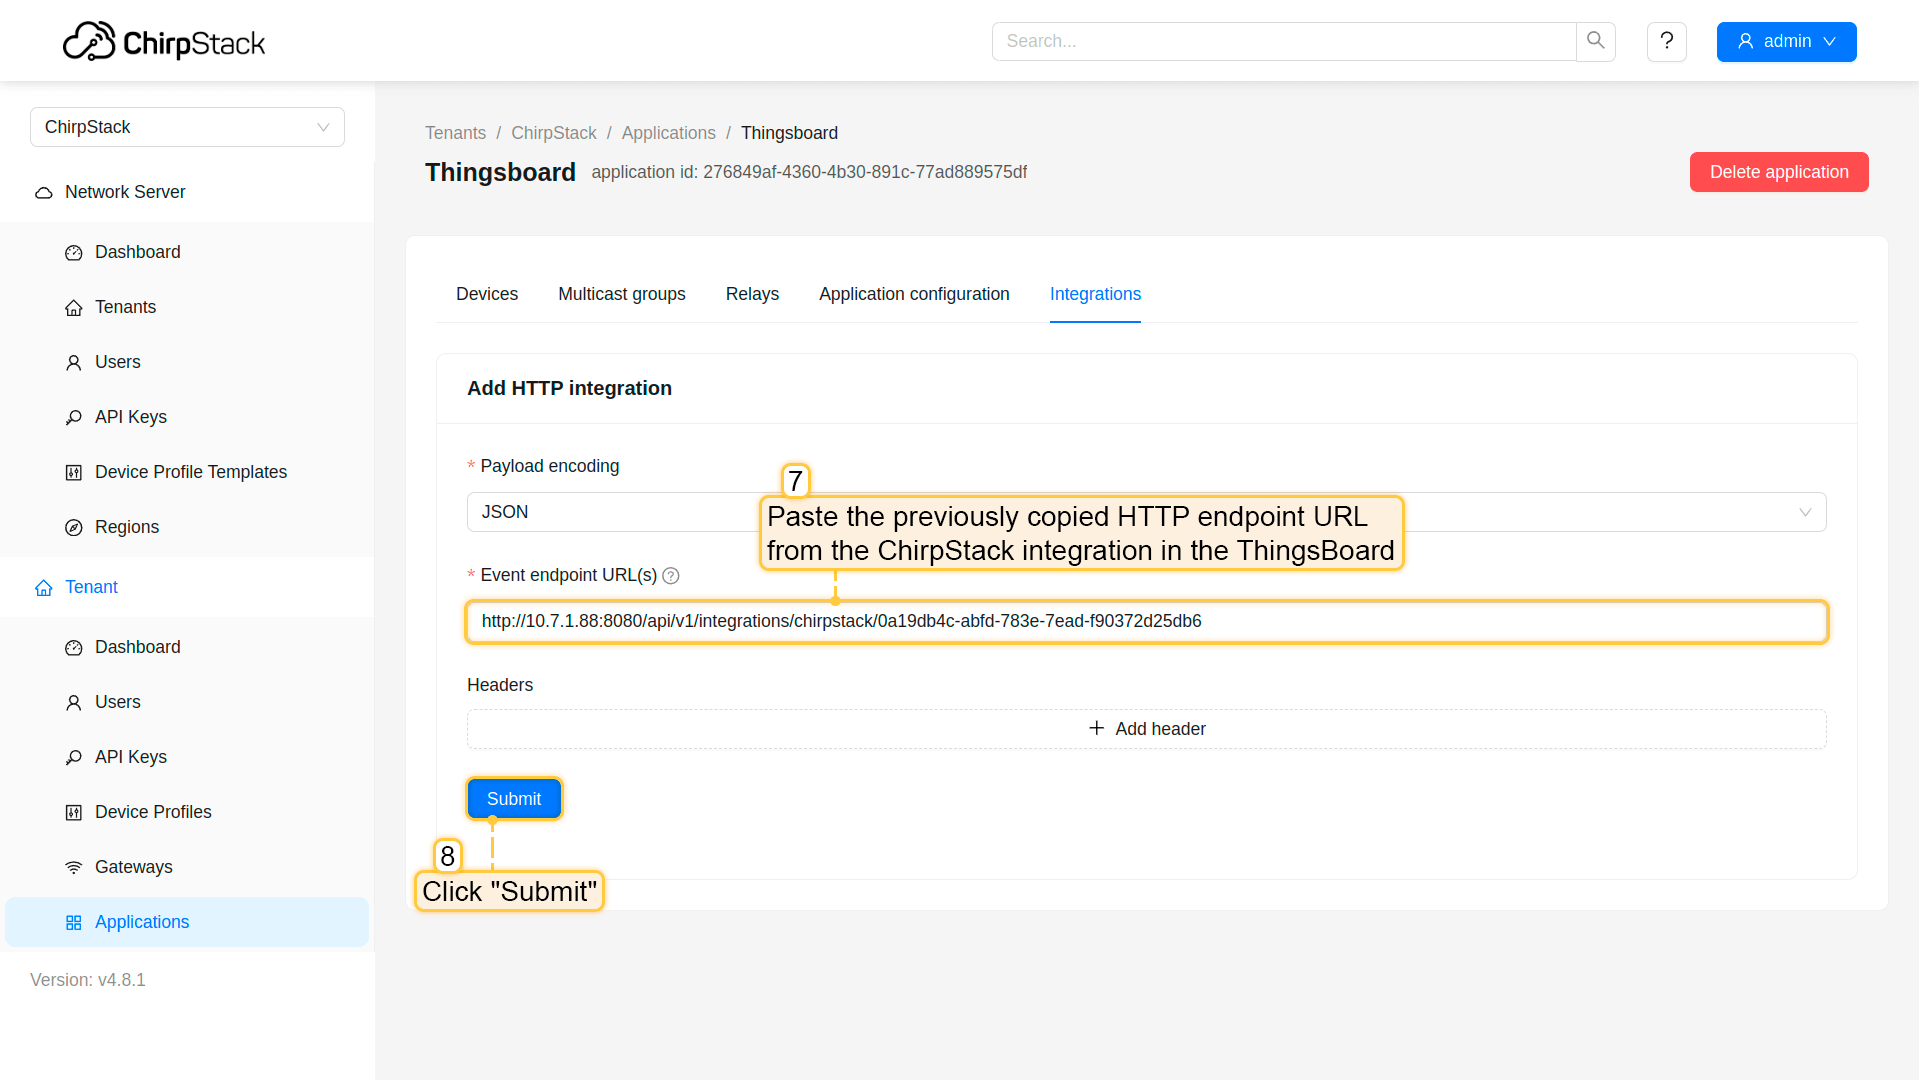 ChirpStack
Search...
?
admin
ChirpStack
Network Server
Dashboard
Tenants
Users
API Keys
Device Profile Templates
Regions
Tenant
Dashboard
Users
API Keys
Device Profiles
Gateways
Applications
Version: v4.8.1
Tenants / ChirpStack / Applications / Thingsboard
Thingsboard application id: 276849af-4360-4b30-891c-77ad889575df
Delete application
Devices Multicast groups Relays Application configuration Integrations
Add HTTP integration
* Payload encoding
JSON
7
Paste the previously copied HTTP endpoint URL
from the ChirpStack integration in the ThingsBoard
* Event endpoint URL(s) ?
http://10.7.1.88:8080/api/v1/integrations/chirpstack/0a19db4c-abfd-783e-7ead-f90372d25db6
Headers
+ Add header
Submit
8
Click "Submit"